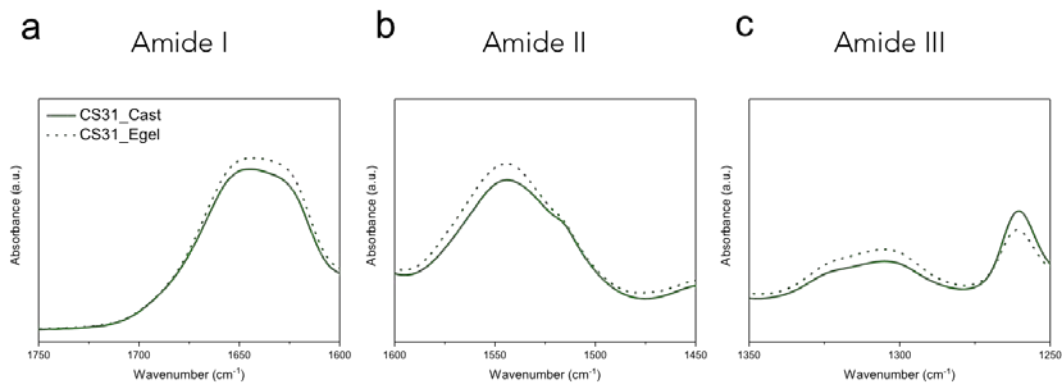 a
Amide I
b
Amide II
c
Amide III
CS31_Cast
CS31_Egel
Absorbance (a.u.)
1750
1700
1650
1600
Wavenumber (cm⁻¹)
Absorbance (a.u.)
1600
1550
1500
1450
Wavenumber (cm⁻¹)
Absorbance (a.u.)
1350
1300
1250
Wavenumber (cm⁻¹)